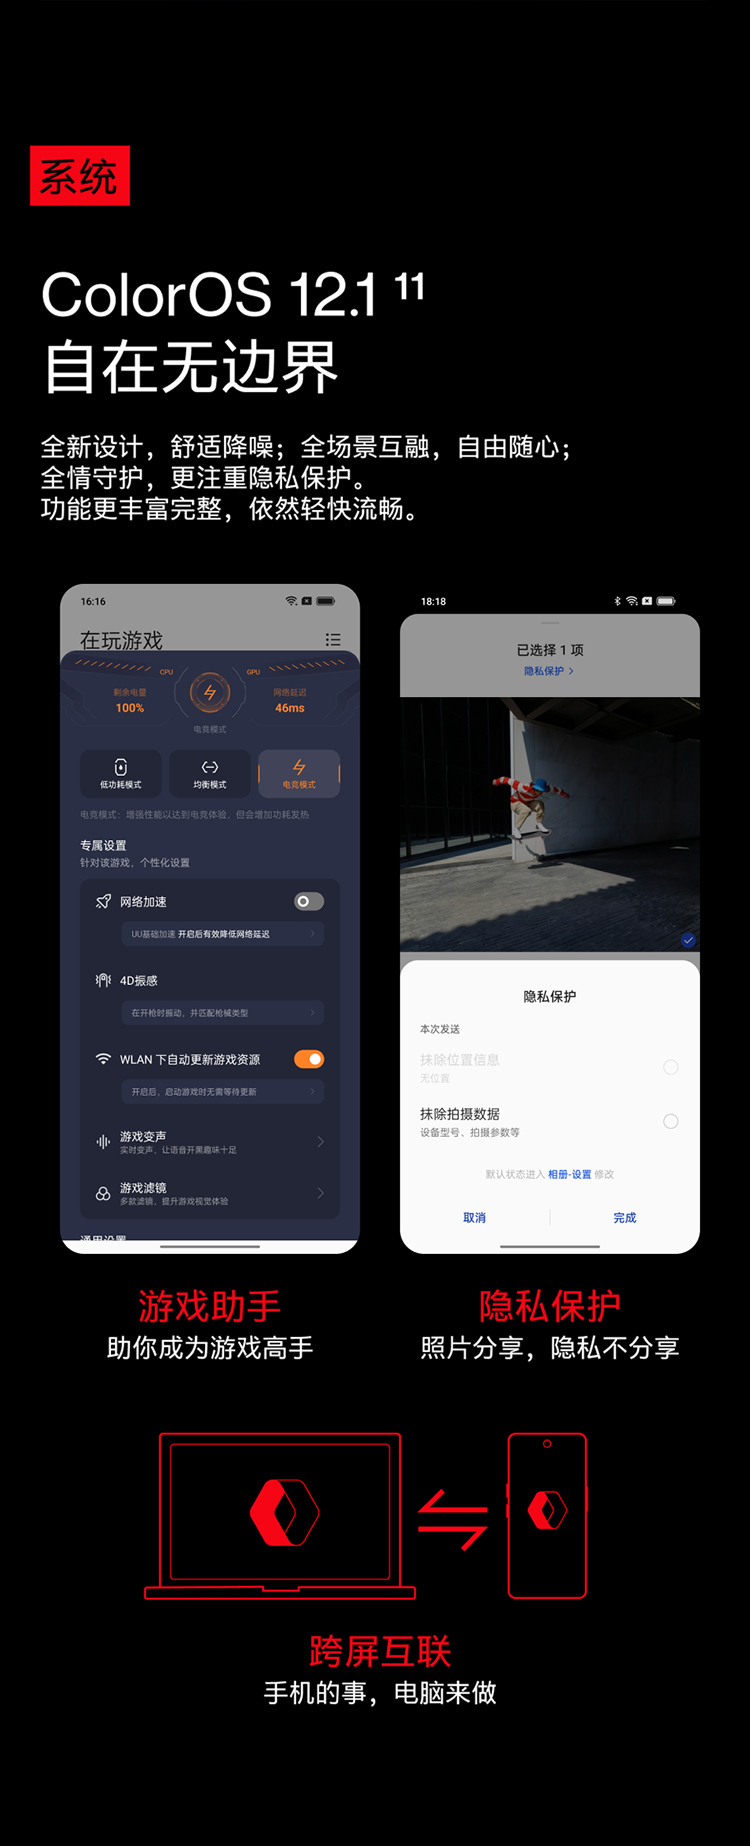 系统
ColorOS 12.1 11
自在无边界
全新设计，舒适降噪；全场景互融，自由随心；
全情守护，更注重隐私保护。
功能更丰富完整，依然轻快流畅。
16:16
在玩游戏
CPU
GPU
剩余电量
100%
网络延迟
46ms
电竞模式
低功耗模式
均衡模式
电竞模式
电竞模式：增强性能以达到电竞体验，但会增加功耗发热
专属设置
针对该游戏，个性化设置
网络加速
UU基础加速 开启后有效降低网络延迟
4D振感
在开枪时振动，并匹配枪械类型
WLAN 下自动更新游戏资源
开启后，启动游戏时无需等待更新
游戏变声
实时变声，让语音开黑趣味十足
游戏滤镜
多款滤镜，提升游戏视觉体验
通用设置
18:18
已选择 1 项
隐私保护
隐私保护
本次发送
抹除位置信息
无位置
抹除拍摄数据
设备型号、拍摄参数等
默认状态进入 相册-设置 修改
取消
完成
游戏助手
助你成为游戏高手
隐私保护
照片分享，隐私不分享
跨屏互联
手机的事，电脑来做